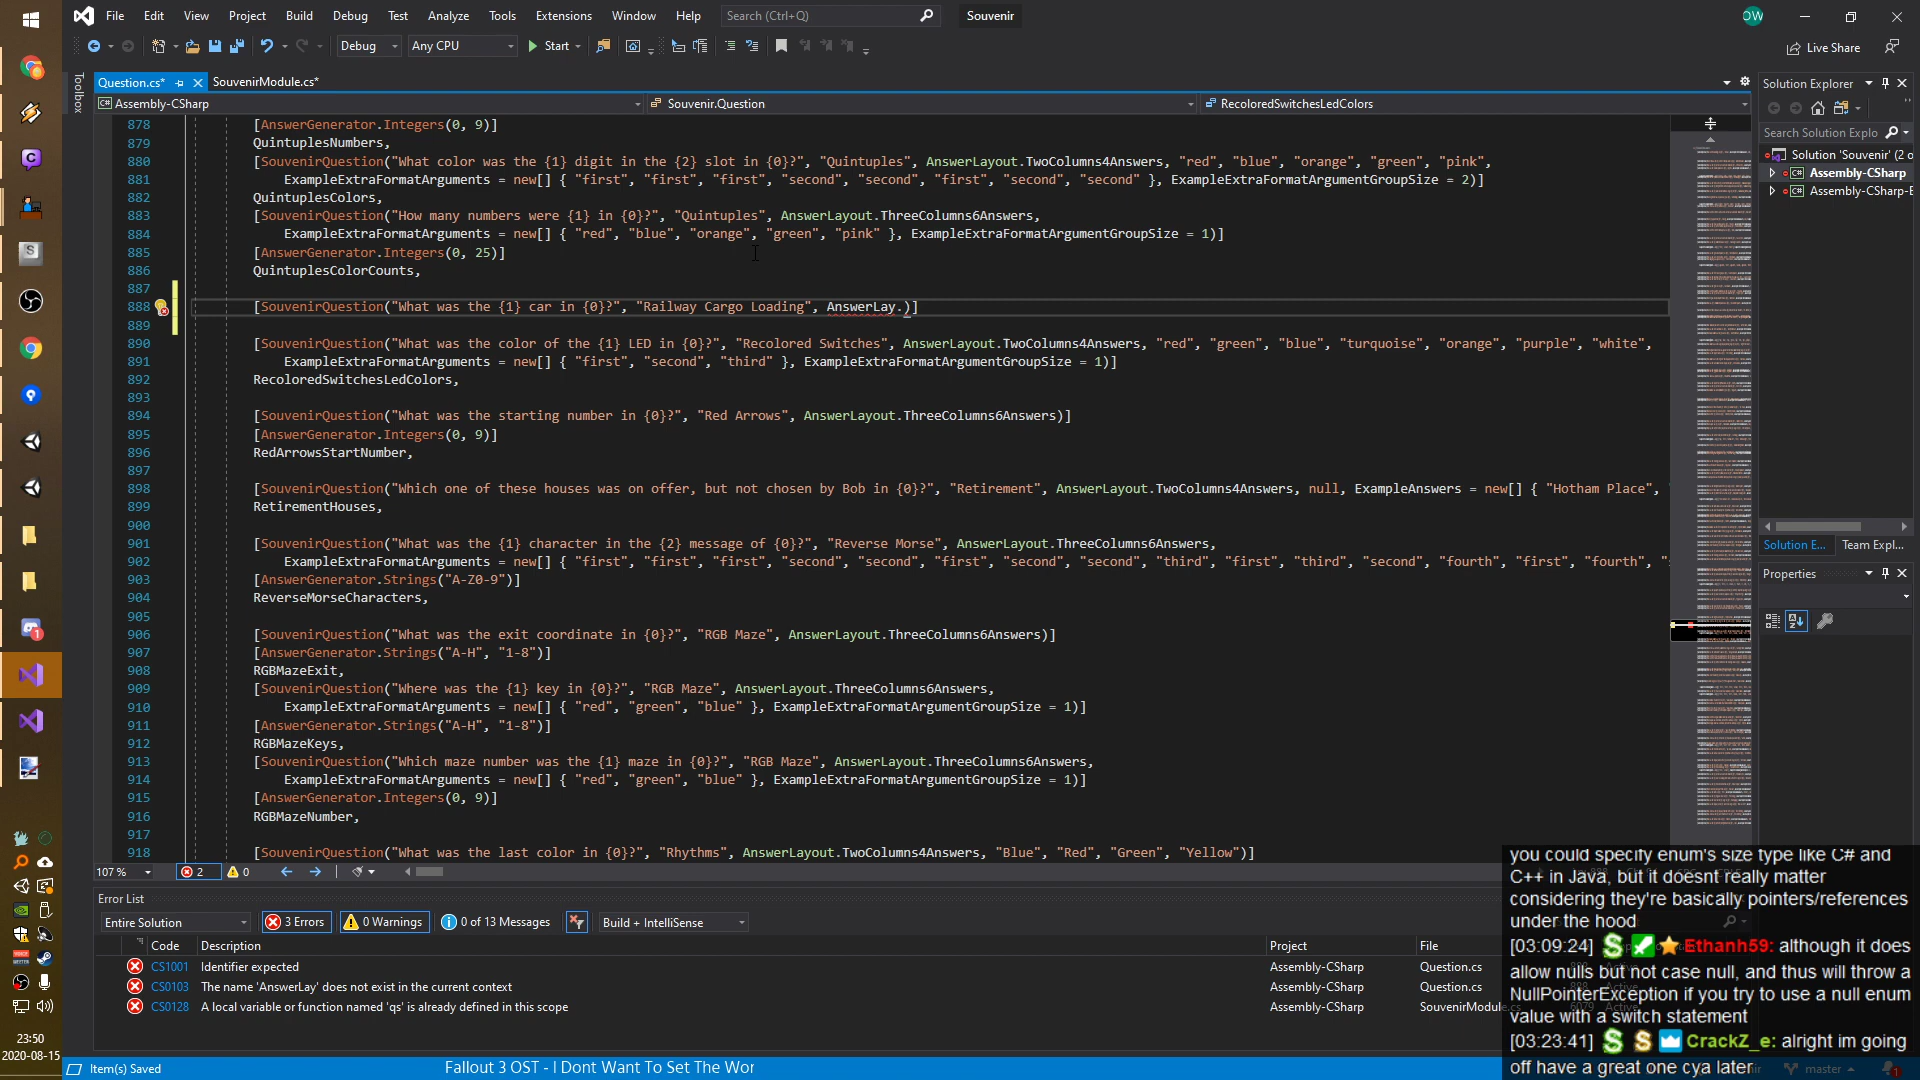 File Edit View Project Build Debug Test Analyze Tools Extensions Window Help Search (Ctrl+Q) Souvenir OW
Debug Any CPU Start Live Share
Toolbox
Question.cs* SouvenirModule.cs*
Assembly-CSharp Souvenir.Question RecoloredSwitchesLedColors
878 [AnswerGenerator.Integers(0, 9)]
879 QuintuplesNumbers,
880 [SouvenirQuestion("What color was the {1} digit in the {2} slot in {0}?", "Quintuples", AnswerLayout.TwoColumns4Answers, "red", "blue", "orange", "green", "pink",
881 ExampleExtraFormatArguments = new[] { "first", "first", "first", "second", "second", "first", "second", "second" }, ExampleExtraFormatArgumentGroupSize = 2)]
882 QuintuplesColors,
883 [SouvenirQuestion("How many numbers were {1} in {0}?", "Quintuples", AnswerLayout.ThreeColumns6Answers,
884 ExampleExtraFormatArguments = new[] { "red", "blue", "orange", "green", "pink" }, ExampleExtraFormatArgumentGroupSize = 1)]
885 [AnswerGenerator.Integers(0, 25)]
886 QuintuplesColorCounts,
887
888 [SouvenirQuestion("What was the {1} car in {0}?", "Railway Cargo Loading", AnswerLay.)]
889
890 [SouvenirQuestion("What was the color of the {1} LED in {0}?", "Recolored Switches", AnswerLayout.TwoColumns4Answers, "red", "green", "blue", "turquoise", "orange", "purple", "white",
891 ExampleExtraFormatArguments = new[] { "first", "second", "third" }, ExampleExtraFormatArgumentGroupSize = 1)]
892 RecoloredSwitchesLedColors,
893
894 [SouvenirQuestion("What was the starting number in {0}?", "Red Arrows", AnswerLayout.ThreeColumns6Answers)]
895 [AnswerGenerator.Integers(0, 9)]
896 RedArrowsStartNumber,
897
898 [SouvenirQuestion("Which one of these houses was on offer, but not chosen by Bob in {0}?", "Retirement", AnswerLayout.TwoColumns4Answers, null, ExampleAnswers = new[] { "Hotham Place",
899 RetirementHouses,
900
901 [SouvenirQuestion("What was the {1} character in the {2} message of {0}?", "Reverse Morse", AnswerLayout.ThreeColumns6Answers,
902 ExampleExtraFormatArguments = new[] { "first", "first", "first", "second", "second", "first", "second", "second", "third", "first", "third", "second", "fourth", "first", "fourth",
903 [AnswerGenerator.Strings("A-Z0-9")]
904 ReverseMorseCharacters,
905
906 [SouvenirQuestion("What was the exit coordinate in {0}?", "RGB Maze", AnswerLayout.ThreeColumns6Answers)]
907 [AnswerGenerator.Strings("A-H", "1-8")]
908 RGBMazeExit,
909 [SouvenirQuestion("Where was the {1} key in {0}?", "RGB Maze", AnswerLayout.ThreeColumns6Answers,
910 ExampleExtraFormatArguments = new[] { "red", "green", "blue" }, ExampleExtraFormatArgumentGroupSize = 1)]
911 [AnswerGenerator.Strings("A-H", "1-8")]
912 RGBMazeKeys,
913 [SouvenirQuestion("Which maze number was the {1} maze in {0}?", "RGB Maze", AnswerLayout.ThreeColumns6Answers,
914 ExampleExtraFormatArguments = new[] { "red", "green", "blue" }, ExampleExtraFormatArgumentGroupSize = 1)]
915 [AnswerGenerator.Integers(0, 9)]
916 RGBMazeNumber,
917
918 [SouvenirQuestion("What was the last color in {0}?", "Rhythms", AnswerLayout.TwoColumns4Answers, "Blue", "Red", "Green", "Yellow")]
107 % 2 0
Solution Explorer
Search Solution Explo
Solution 'Souvenir' (2 o
Assembly-CSharp
Assembly-CSharp-E
Solution E... Team Expl...
Properties
Error List
Entire Solution 3 Errors 0 Warnings 0 of 13 Messages Build + IntelliSense
Code Description Project File
CS1001 Identifier expected Assembly-CSharp Question.cs
CS0103 The name 'AnswerLay' does not exist in the current context Assembly-CSharp Question.cs
CS0128 A local variable or function named 'qs' is already defined in this scope Assembly-CSharp SouvenirModule.cs
you could specify enum's size type like C# and
C++ in Java, but it doesnt really matter
considering they're basically pointers/references
under the hood
[03:09:24] Ethanh59: although it does
allow nulls but not case null, and thus will throw a
NullPointerException if you try to use a null enum
value with a switch statement
[03:23:41] CrackZ_e: alright im going
off have a great one cya later
23:50
2020-08-15
Item(s) Saved Fallout 3 OST - I Dont Want To Set The Wor master